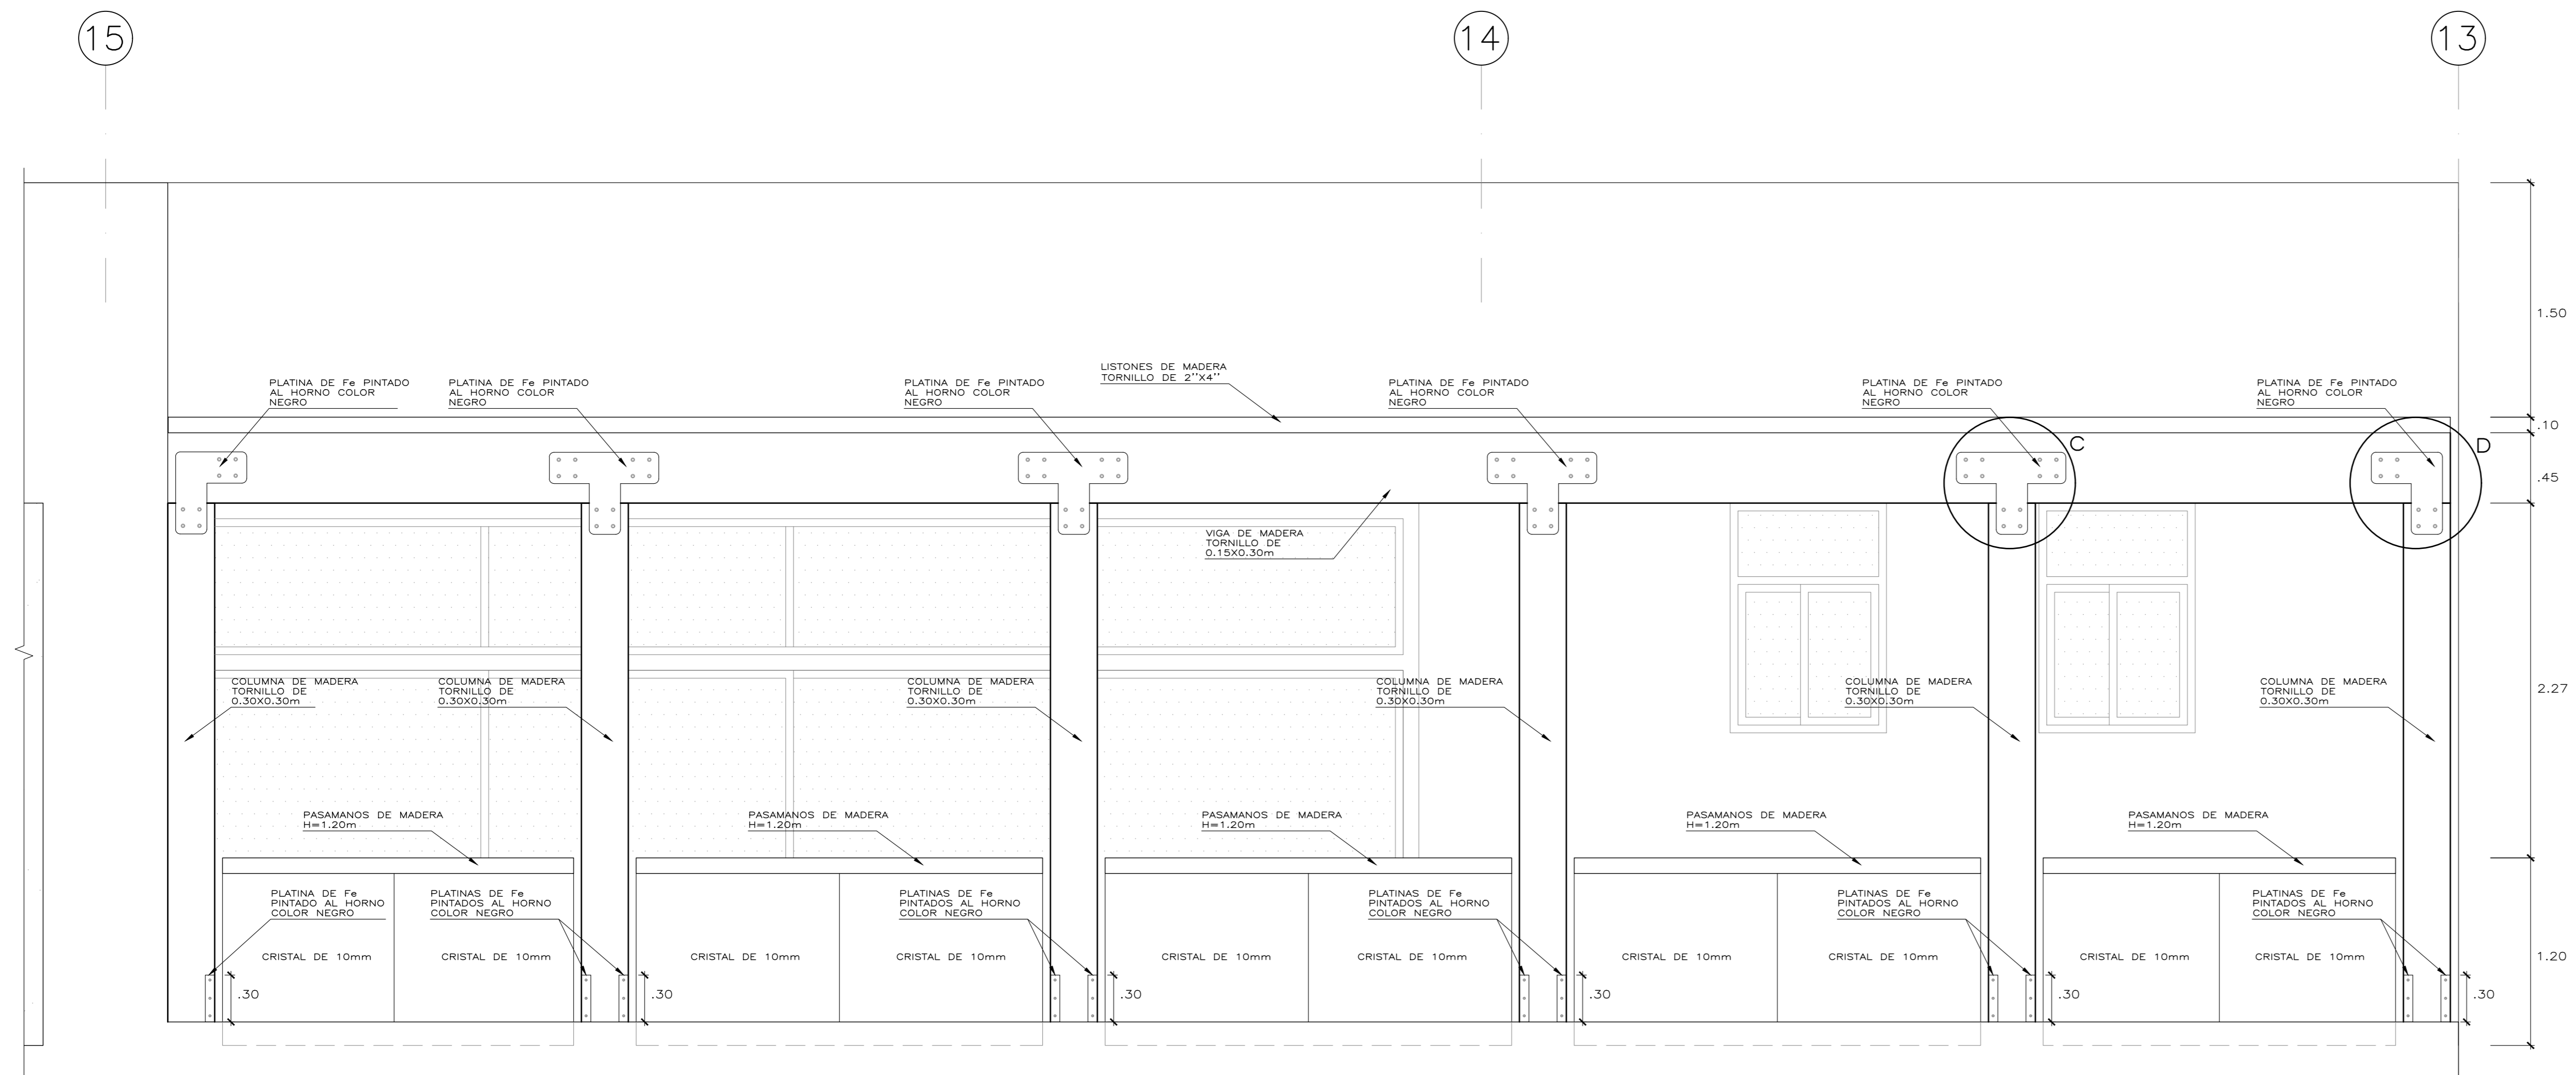 15
14
13
1.50
LISTONES DE MADERA
TORNILLO DE 2''X4''
PLATINA DE Fe PINTADO
AL HORNO COLOR
NEGRO
PLATINA DE Fe PINTADO
AL HORNO COLOR
NEGRO
PLATINA DE Fe PINTADO
AL HORNO COLOR
NEGRO
PLATINA DE Fe PINTADO
AL HORNO COLOR
NEGRO
PLATINA DE Fe PINTADO
AL HORNO COLOR
NEGRO
PLATINA DE Fe PINTADO
AL HORNO COLOR
NEGRO
.10
C
D
.45
VIGA DE MADERA
TORNILLO DE
0.15X0.30m
COLUMNA DE MADERA
TORNILLO DE
0.30X0.30m
COLUMNA DE MADERA
TORNILLO DE
0.30X0.30m
COLUMNA DE MADERA
TORNILLO DE
0.30X0.30m
COLUMNA DE MADERA
TORNILLO DE
0.30X0.30m
COLUMNA DE MADERA
TORNILLO DE
0.30X0.30m
COLUMNA DE MADERA
TORNILLO DE
0.30X0.30m
2.27
PASAMANOS DE MADERA
H=1.20m
PASAMANOS DE MADERA
H=1.20m
PASAMANOS DE MADERA
H=1.20m
PASAMANOS DE MADERA
H=1.20m
PASAMANOS DE MADERA
H=1.20m
PLATINA DE Fe
PINTADO AL HORNO
COLOR NEGRO
PLATINAS DE Fe
PINTADOS AL HORNO
COLOR NEGRO
PLATINAS DE Fe
PINTADOS AL HORNO
COLOR NEGRO
PLATINAS DE Fe
PINTADOS AL HORNO
COLOR NEGRO
PLATINAS DE Fe
PINTADOS AL HORNO
COLOR NEGRO
PLATINAS DE Fe
PINTADOS AL HORNO
COLOR NEGRO
CRISTAL DE 10mm
CRISTAL DE 10mm
CRISTAL DE 10mm
CRISTAL DE 10mm
CRISTAL DE 10mm
CRISTAL DE 10mm
CRISTAL DE 10mm
CRISTAL DE 10mm
CRISTAL DE 10mm
CRISTAL DE 10mm
1.20
.30
.30
.30
.30
.30
.30